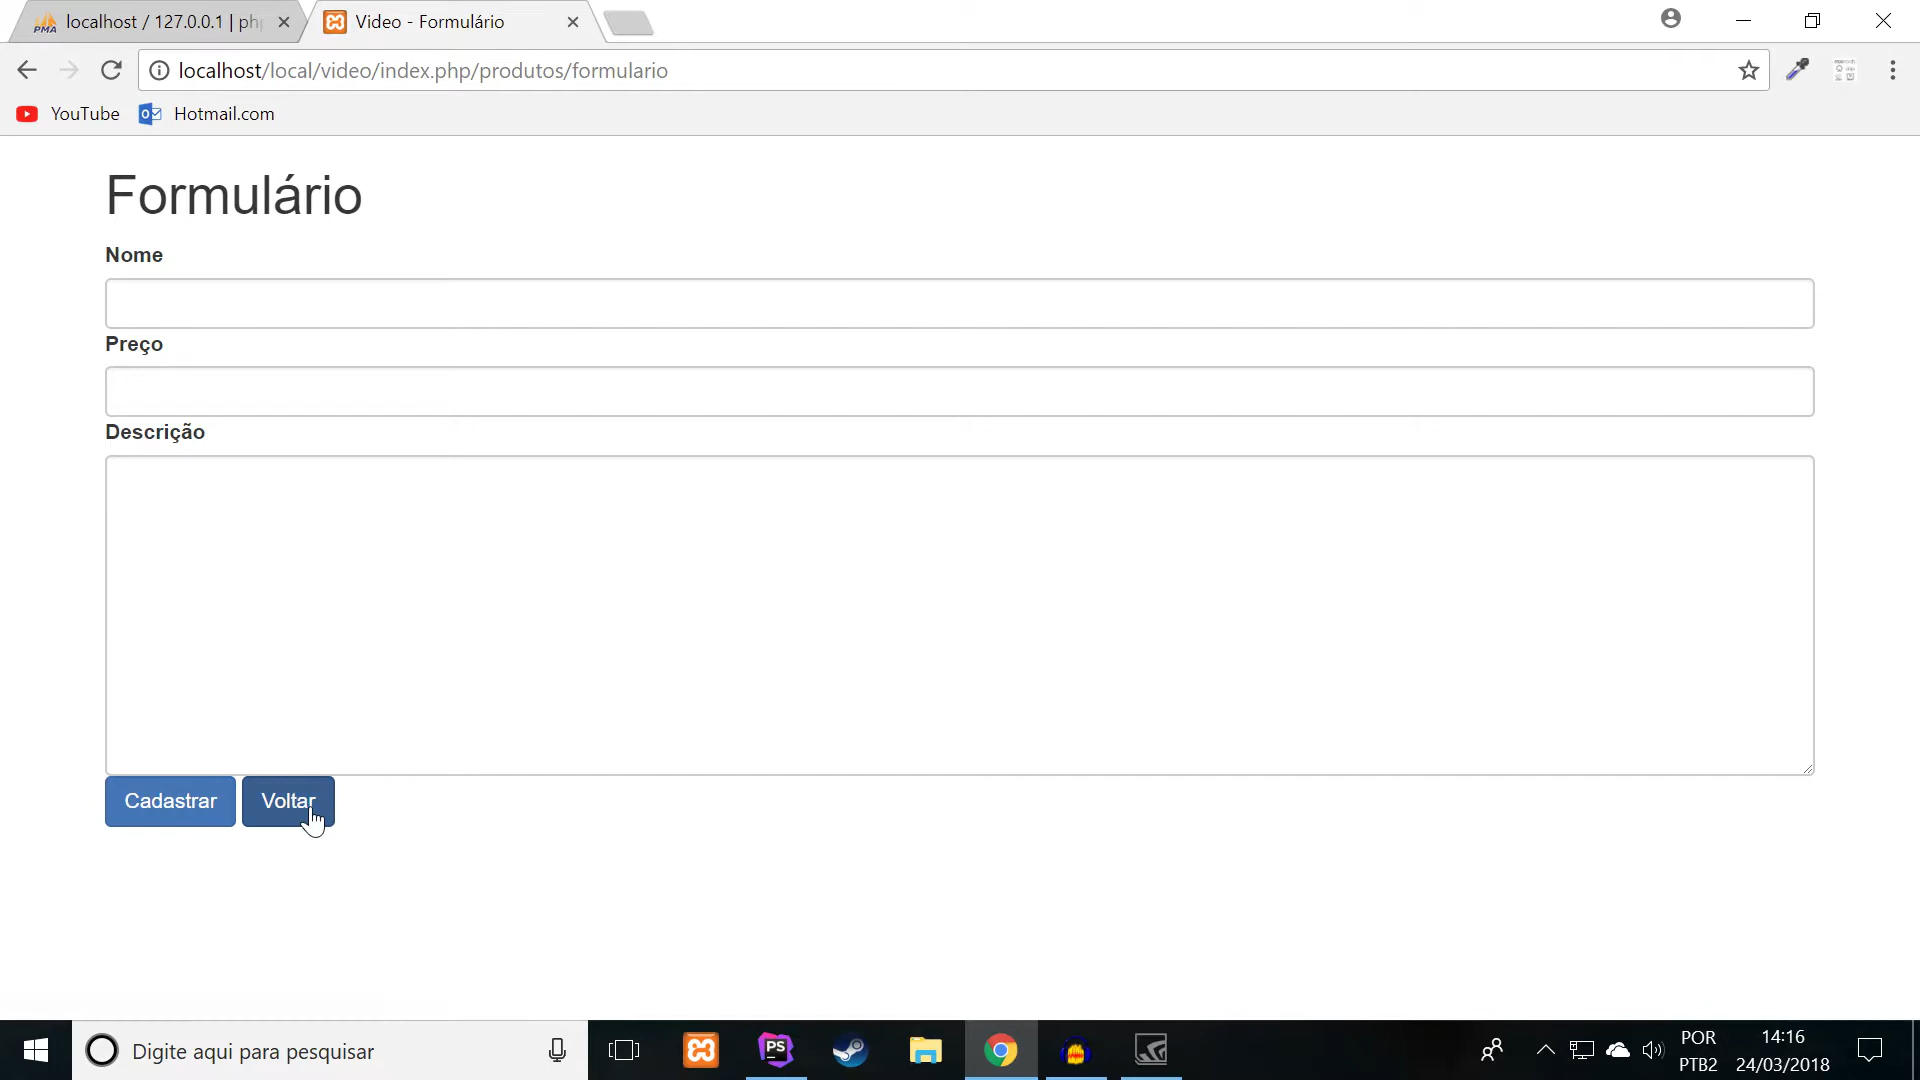 localhost / 127.0.0.1 | ph
Video - Formulário
localhost/local/video/index.php/produtos/formulario
YouTube
Hotmail.com
Formulário
Nome
Preço
Descrição
Cadastrar
Voltar
Digite aqui para pesquisar
PS
POR
PTB2
14:16
24/03/2018